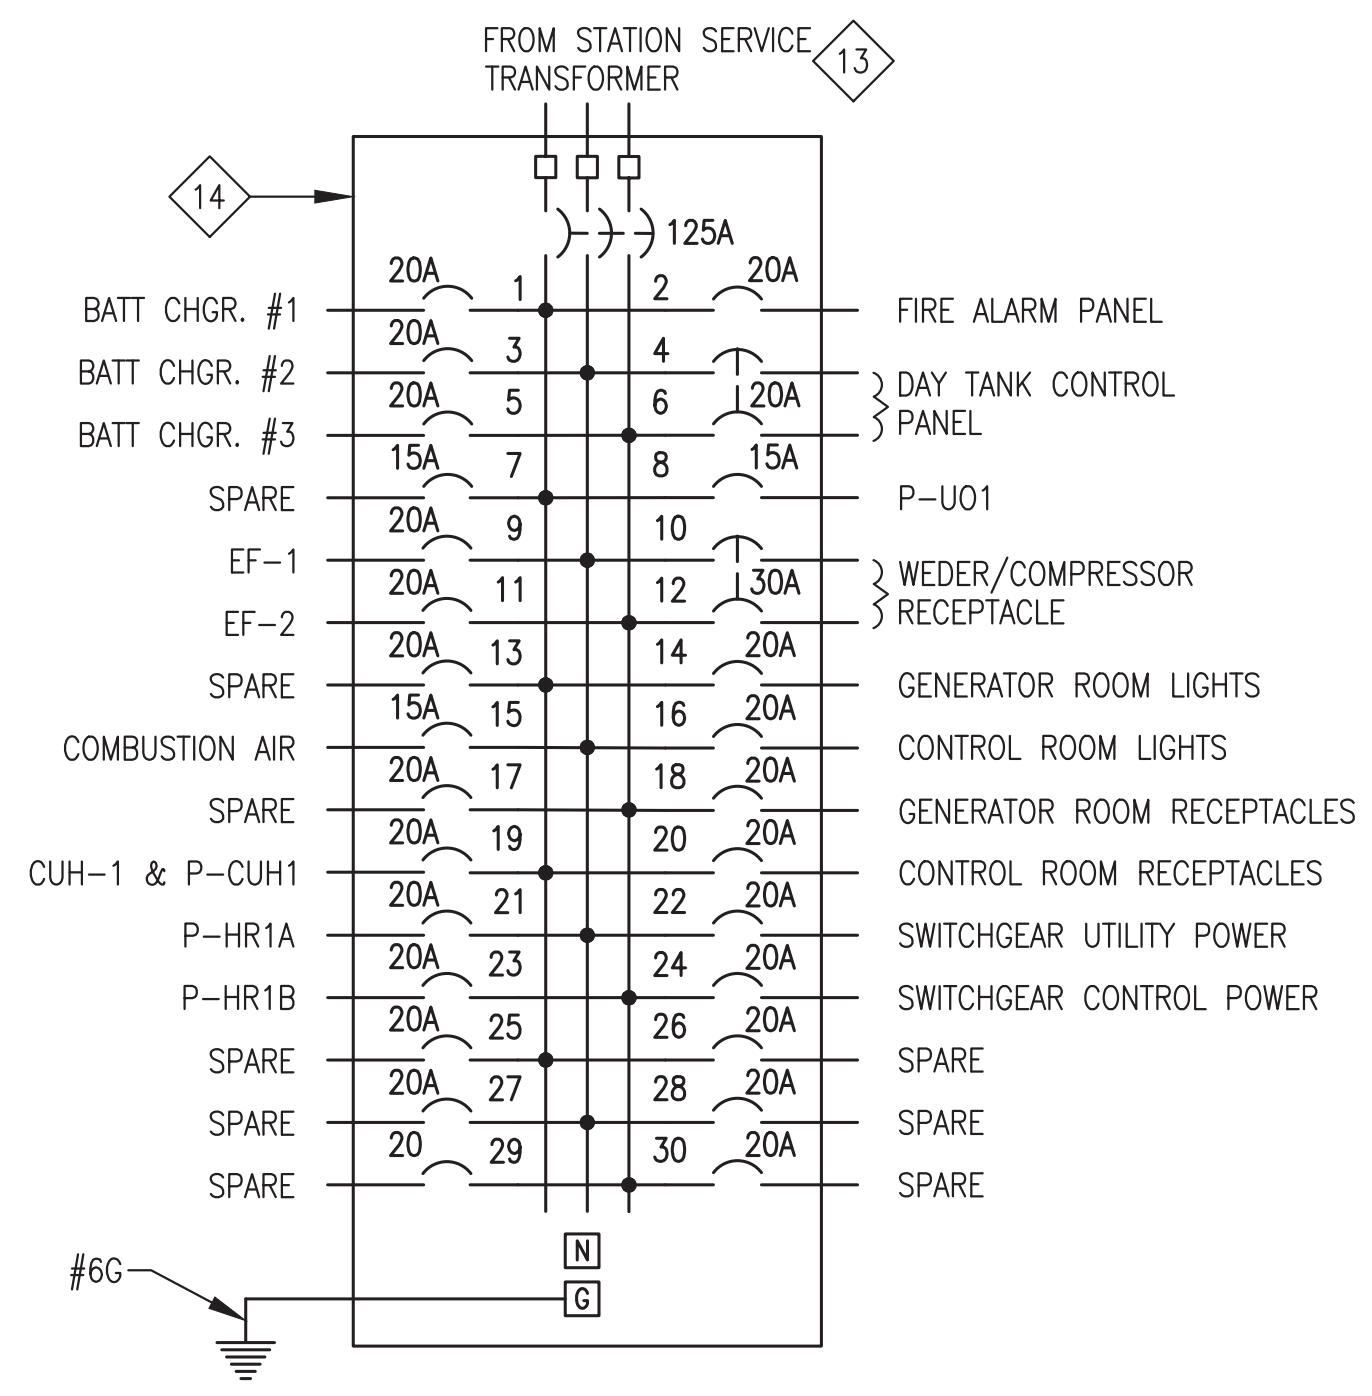 FROM STATION SERVICE
TRANSFORMER
13
14
125A
20A 1 2 20A
BATT CHGR. #1 FIRE ALARM PANEL
20A 3 4
BATT CHGR. #2 DAY TANK CONTROL
20A 5 6 20A PANEL
BATT CHGR. #3
15A 7 8 15A
SPARE P-U01
20A 9 10
EF-1 WEDER/COMPRESSOR
20A 11 12 30A RECEPTACLE
EF-2
20A 13 14 20A
SPARE GENERATOR ROOM LIGHTS
15A 15 16 20A
COMBUSTION AIR CONTROL ROOM LIGHTS
20A 17 18 20A
SPARE GENERATOR ROOM RECEPTACLES
20A 19 20 20A
CUH-1 & P-CUH1 CONTROL ROOM RECEPTACLES
20A 21 22 20A
P-HR1A SWITCHGEAR UTILITY POWER
20A 23 24 20A
P-HR1B SWITCHGEAR CONTROL POWER
20A 25 26 20A
SPARE SPARE
20A 27 28 20A
SPARE SPARE
20 29 30 20A
SPARE SPARE
N
#6G
G